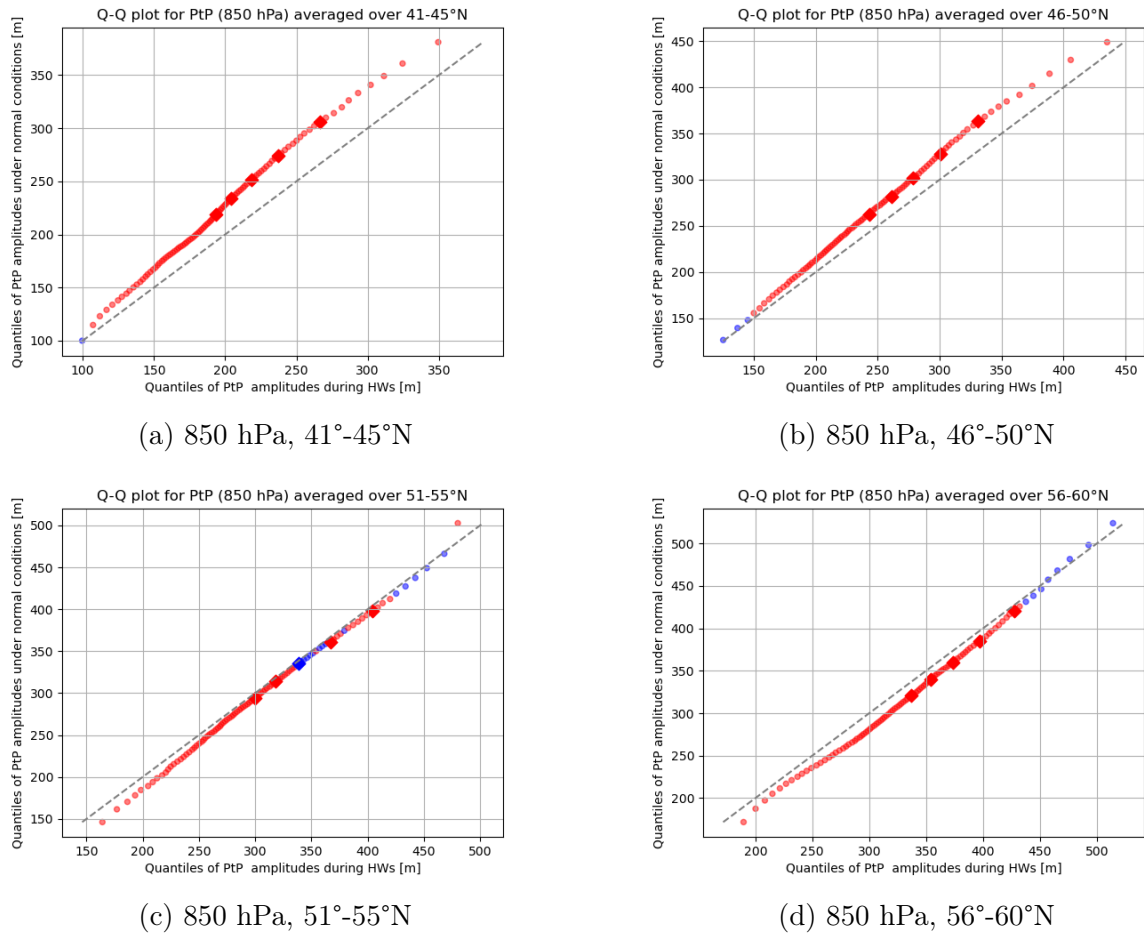 Q-Q plot for PtP (850 hPa) averaged over 41-45°N
Quantiles of PtP amplitudes under normal conditions [m]
350
300
250
200
150
100
100 150 200 250 300 350
Quantiles of PtP amplitudes during HWs [m]
(a) 850 hPa, 41°-45°N
Q-Q plot for PtP (850 hPa) averaged over 46-50°N
Quantiles of PtP amplitudes under normal conditions [m]
450
400
350
300
250
200
150
150 200 250 300 350 400 450
Quantiles of PtP amplitudes during HWs [m]
(b) 850 hPa, 46°-50°N
Q-Q plot for PtP (850 hPa) averaged over 51-55°N
Quantiles of PtP amplitudes under normal conditions [m]
500
450
400
350
300
250
200
150
150 200 250 300 350 400 450 500
Quantiles of PtP amplitudes during HWs [m]
(c) 850 hPa, 51°-55°N
Q-Q plot for PtP (850 hPa) averaged over 56-60°N
Quantiles of PtP amplitudes under normal conditions [m]
500
450
400
350
300
250
200
200 250 300 350 400 450 500
Quantiles of PtP amplitudes during HWs [m]
(d) 850 hPa, 56°-60°N